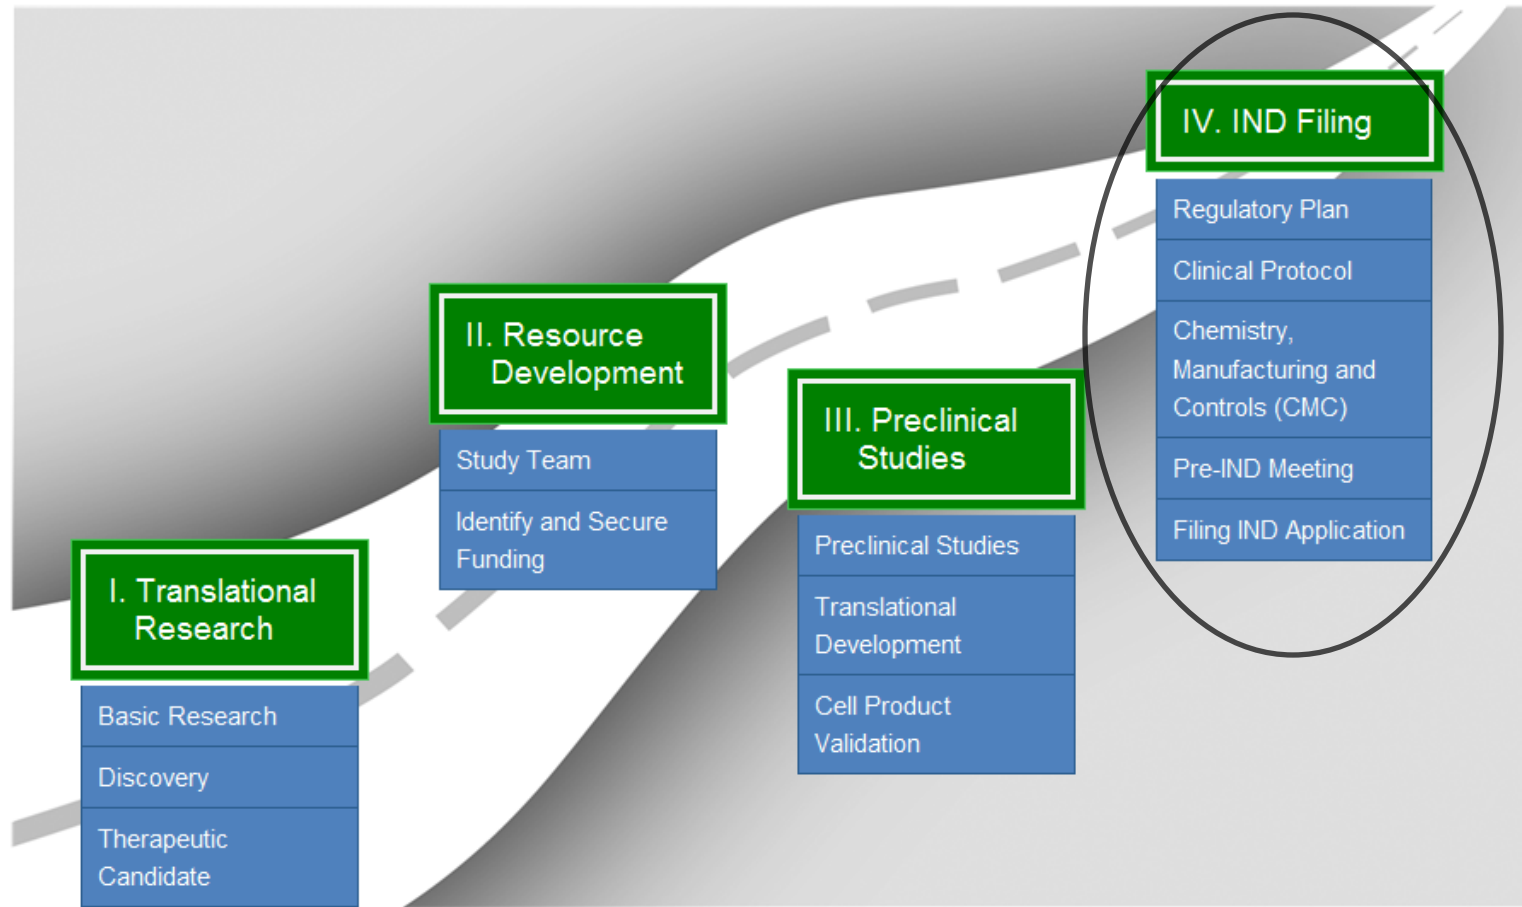 I. Translational
Research
Basic Research
Discovery
Therapeutic
Candidate
II. Resource
Development
Study Team
Identify and Secure
Funding
III. Preclinical
Studies
Preclinical Studies
Translational
Development
Cell Product
Validation
IV. IND Filing
Regulatory Plan
Clinical Protocol
Chemistry,
Manufacturing and
Controls (CMC)
Pre-IND Meeting
Filing IND Application